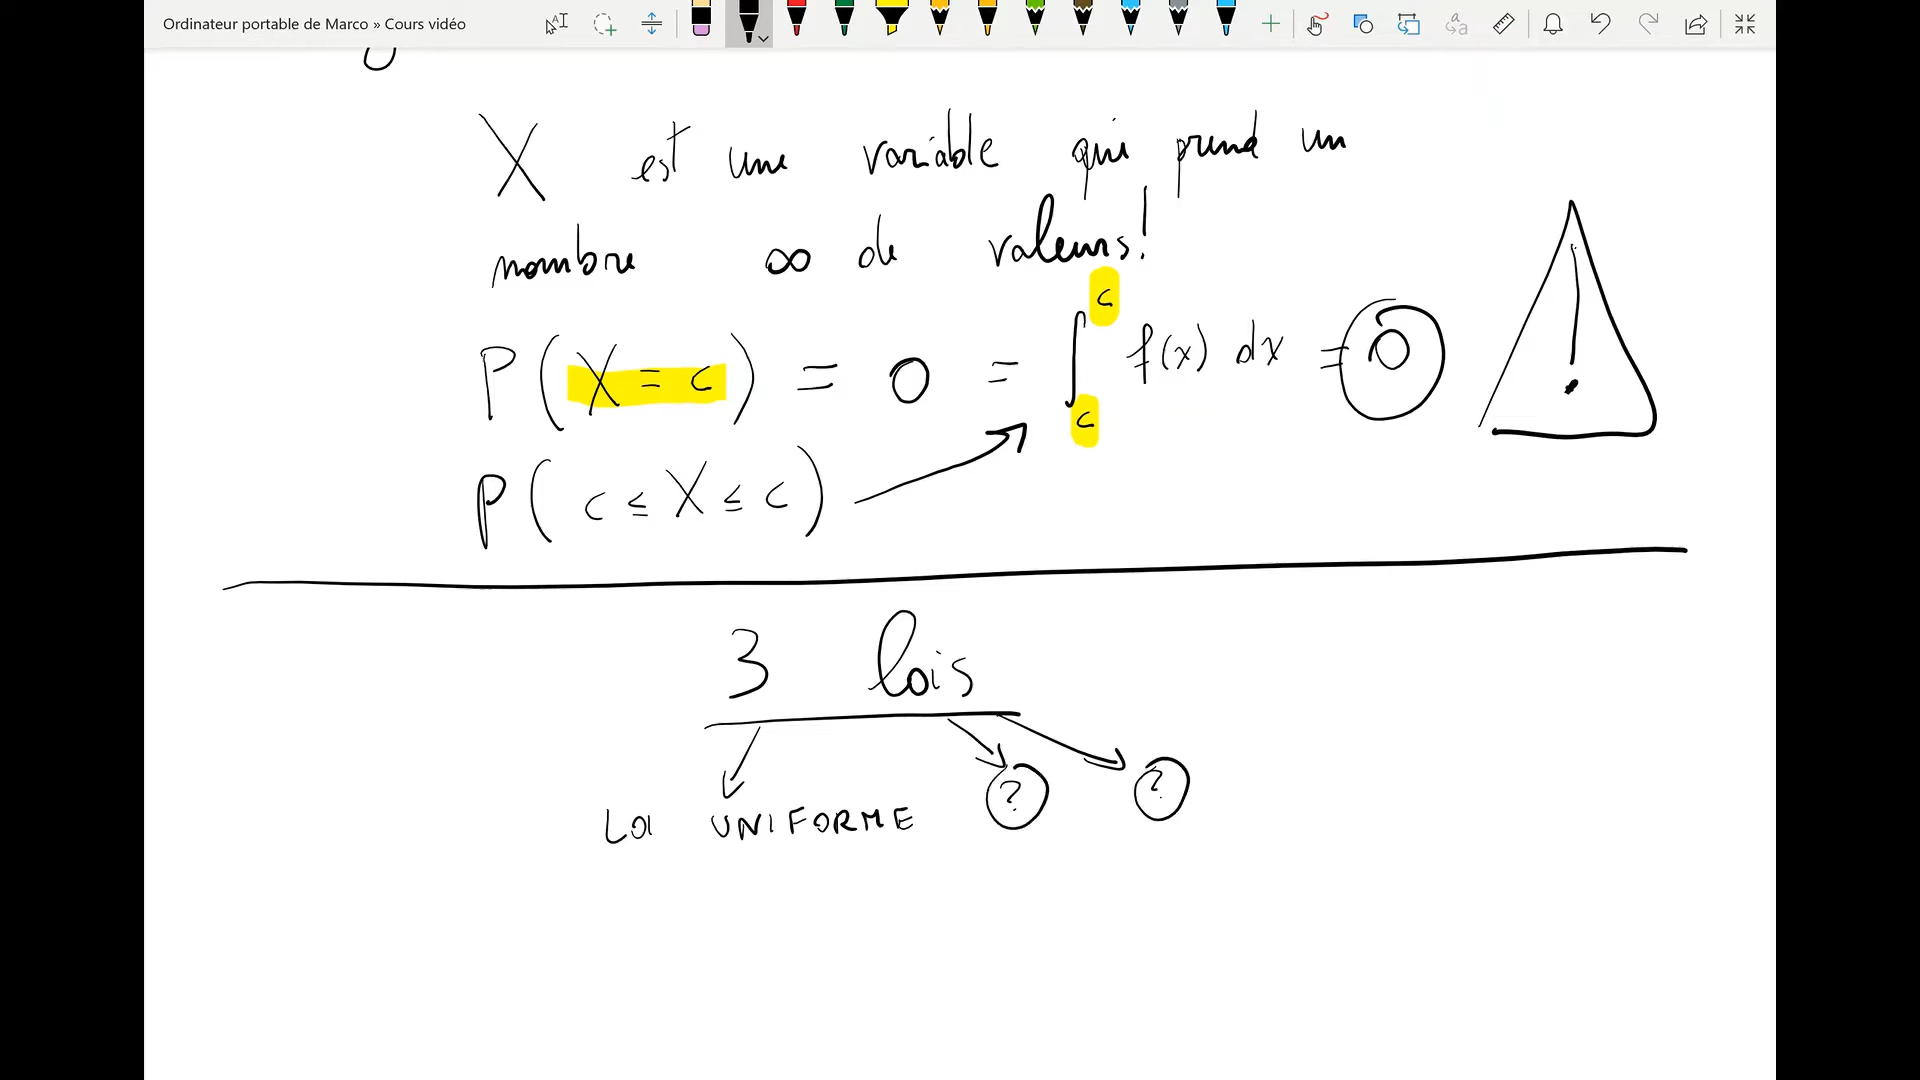 Ordinateur portable de Marco » Cours vidéo
X est une variable qui prend un
nombre ∞ de valeurs!
P(X = c) = 0 = ∫_c^c f(x) dx = 0
!
P(c ≤ X ≤ c)
3 lois
LOI UNIFORME ? ?